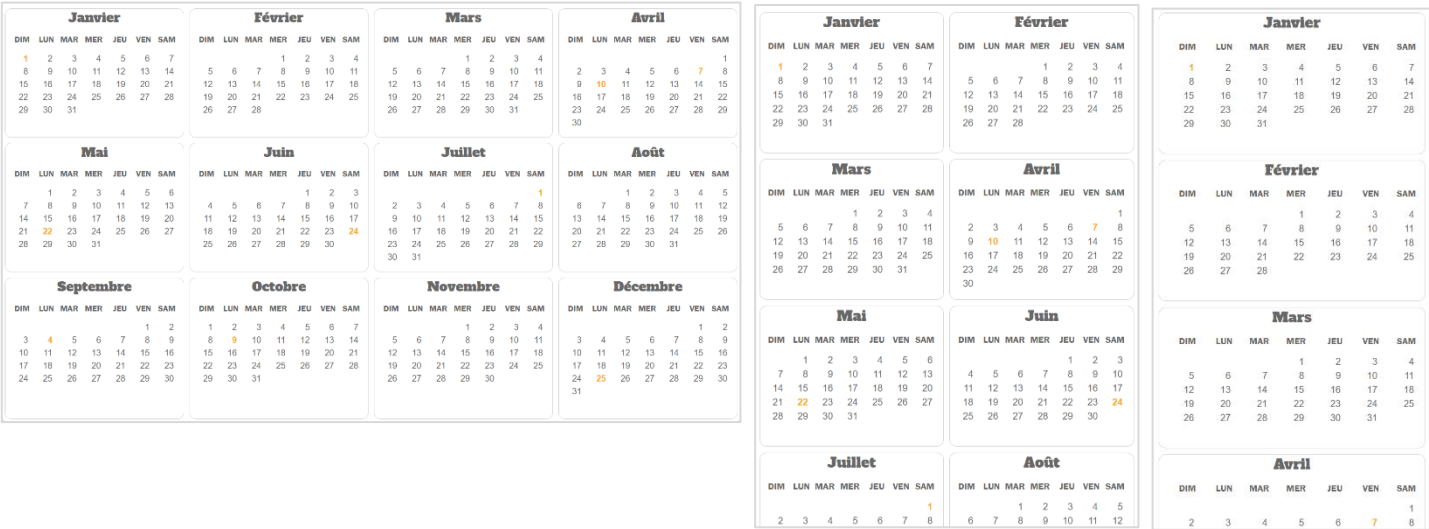 Janvier Février Mars Avril
DIM LUN MAR MER JEU VEN SAM DIM LUN MAR MER JEU VEN SAM DIM LUN MAR MER JEU VEN SAM DIM LUN MAR MER JEU VEN SAM
1 2 3 4 5 6 7 1 2 3 4 1 2 3 4 1
8 9 10 11 12 13 14 5 6 7 8 9 10 11 5 6 7 8 9 10 11 2 3 4 5 6 7 8
15 16 17 18 19 20 21 12 13 14 15 16 17 18 12 13 14 15 16 17 18 9 10 11 12 13 14 15
22 23 24 25 26 27 28 19 20 21 22 23 24 25 19 20 21 22 23 24 25 16 17 18 19 20 21 22
29 30 31 26 27 28 26 27 28 29 30 31 23 24 25 26 27 28 29
30
Mai Juin Juillet Août
DIM LUN MAR MER JEU VEN SAM DIM LUN MAR MER JEU VEN SAM DIM LUN MAR MER JEU VEN SAM DIM LUN MAR MER JEU VEN SAM
1 2 3 4 5 6 1 2 3 1 1 2 3 4 5
7 8 9 10 11 12 13 4 5 6 7 8 9 10 2 3 4 5 6 7 8 6 7 8 9 10 11 12
14 15 16 17 18 19 20 11 12 13 14 15 16 17 9 10 11 12 13 14 15 13 14 15 16 17 18 19
21 22 23 24 25 26 27 18 19 20 21 22 23 24 16 17 18 19 20 21 22 20 21 22 23 24 25 26
28 29 30 31 25 26 27 28 29 30 23 24 25 26 27 28 29 27 28 29 30 31
30 31
Septembre Octobre Novembre Décembre
DIM LUN MAR MER JEU VEN SAM DIM LUN MAR MER JEU VEN SAM DIM LUN MAR MER JEU VEN SAM DIM LUN MAR MER JEU VEN SAM
1 2 1 2 3 4 5 6 7 1 2 3 4 1 2
3 4 5 6 7 8 9 8 9 10 11 12 13 14 5 6 7 8 9 10 11 3 4 5 6 7 8 9
10 11 12 13 14 15 16 15 16 17 18 19 20 21 12 13 14 15 16 17 18 10 11 12 13 14 15 16
17 18 19 20 21 22 23 22 23 24 25 26 27 28 19 20 21 22 23 24 25 17 18 19 20 21 22 23
24 25 26 27 28 29 30 29 30 31 26 27 28 29 30 24 25 26 27 28 29 30
31
Janvier Février
DIM LUN MAR MER JEU VEN SAM DIM LUN MAR MER JEU VEN SAM
1 2 3 4 5 6 7 1 2 3 4
8 9 10 11 12 13 14 5 6 7 8 9 10 11
15 16 17 18 19 20 21 12 13 14 15 16 17 18
22 23 24 25 26 27 28 19 20 21 22 23 24 25
29 30 31 26 27 28
Mars Avril
DIM LUN MAR MER JEU VEN SAM DIM LUN MAR MER JEU VEN SAM
1 2 3 4 1
5 6 7 8 9 10 11 2 3 4 5 6 7 8
12 13 14 15 16 17 18 9 10 11 12 13 14 15
19 20 21 22 23 24 25 16 17 18 19 20 21 22
26 27 28 29 30 31 23 24 25 26 27 28 29
30
Mai Juin
DIM LUN MAR MER JEU VEN SAM DIM LUN MAR MER JEU VEN SAM
1 2 3 4 5 6 1 2 3
7 8 9 10 11 12 13 4 5 6 7 8 9 10
14 15 16 17 18 19 20 11 12 13 14 15 16 17
21 22 23 24 25 26 27 18 19 20 21 22 23 24
28 29 30 31 25 26 27 28 29 30
Juillet Août
DIM LUN MAR MER JEU VEN SAM DIM LUN MAR MER JEU VEN SAM
1 1 2 3 4 5
2 3 4 5 6 7 8 6 7 8 9 10 11 12
Janvier
DIM LUN MAR MER JEU VEN SAM
1 2 3 4 5 6 7
8 9 10 11 12 13 14
15 16 17 18 19 20 21
22 23 24 25 26 27 28
29 30 31
Février
DIM LUN MAR MER JEU VEN SAM
1 2 3 4
5 6 7 8 9 10 11
12 13 14 15 16 17 18
19 20 21 22 23 24 25
26 27 28
Mars
DIM LUN MAR MER JEU VEN SAM
1 2 3 4
5 6 7 8 9 10 11
12 13 14 15 16 17 18
19 20 21 22 23 24 25
26 27 28 29 30 31
Avril
DIM LUN MAR MER JEU VEN SAM
1
2 3 4 5 6 7 8